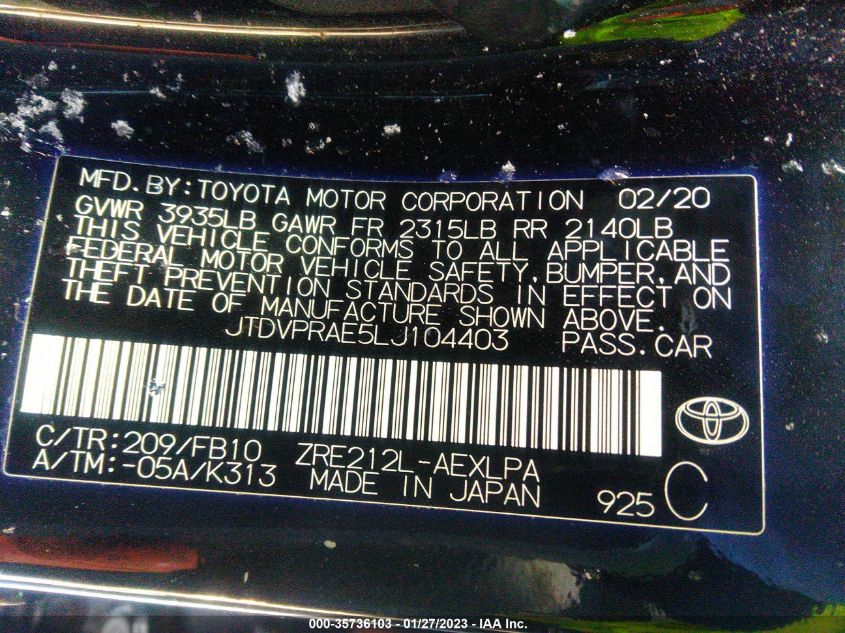 MFD.BY:TOYOTA MOTOR CORPORATION 02/20
GVWR 3935LB GAWR FR 2315LB RR 2140LB
THIS VEHICLE CONFORMS TO ALL APPLICABLE
FEDERAL MOTOR VEHICLE SAFETY,BUMPER,AND
THEFT PREVENTION STANDARDS IN EFFECT ON
THE DATE OF MANUFACTURE SHOWN ABOVE.
JTDVPRAE5LJ104403 PASS.CAR
C/TR:209/FB10 ZRE212L-AEXLPA
A/TM:-05A/K313 MADE IN JAPAN 925 C
000-35736103 - 01/27/2023 - IAA Inc.